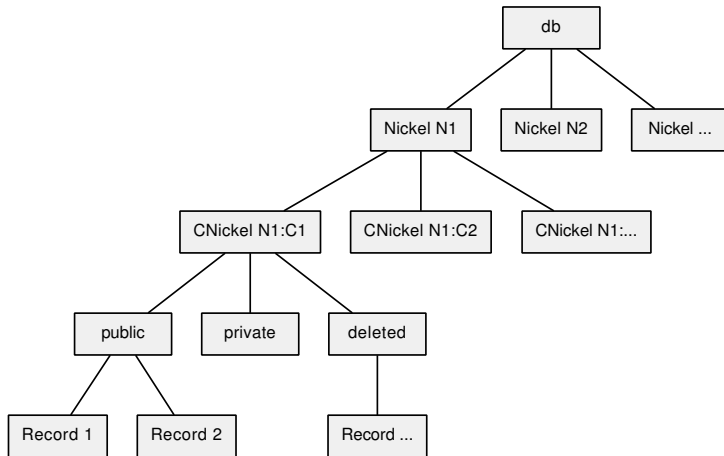 db
Nickel N1
Nickel N2
Nickel ...
CNickel N1:C1
CNickel N1:C2
CNickel N1:...
public
private
deleted
Record 1
Record 2
Record ...